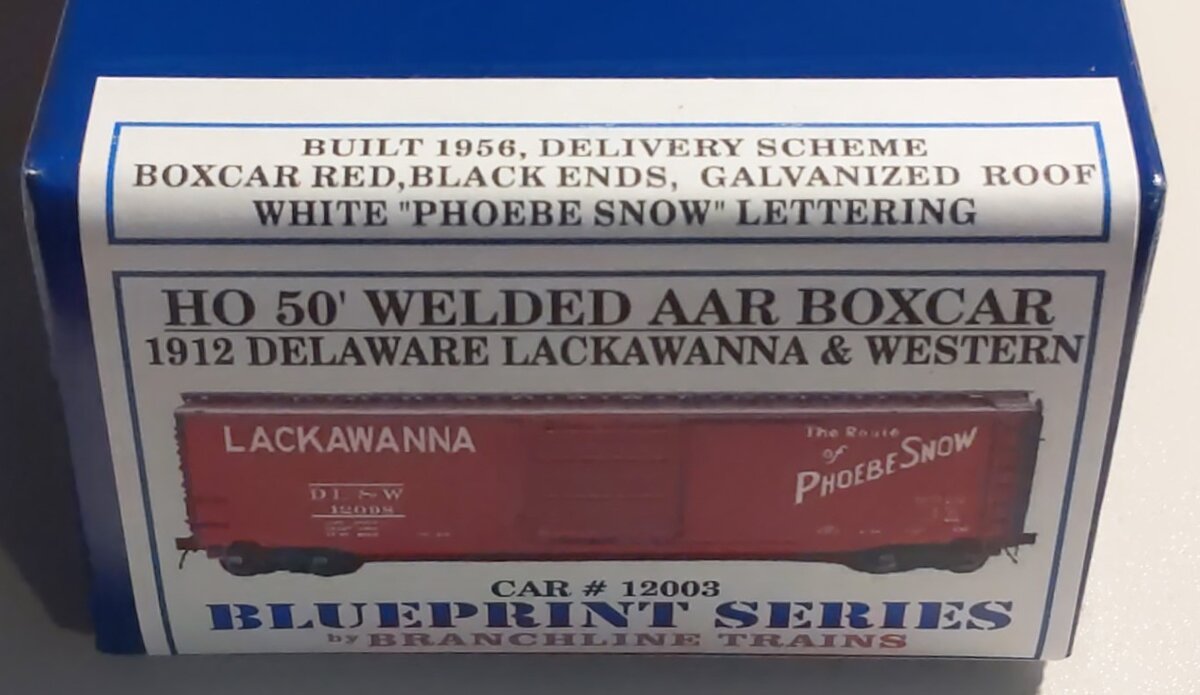 BUILT 1956, DELIVERY SCHEME
BOXCAR RED, BLACK ENDS, GALVANIZED ROOF
WHITE "PHOEBE SNOW" LETTERING
HO 50' WELDED AAR BOXCAR
1912 DELAWARE LACKAWANNA & WESTERN
LACKAWANNA
The Route
of
PHOEBE SNOW
DL&W
12098
CAR # 12003
BLUEPRINT SERIES
by BRANCHLINE TRAINS